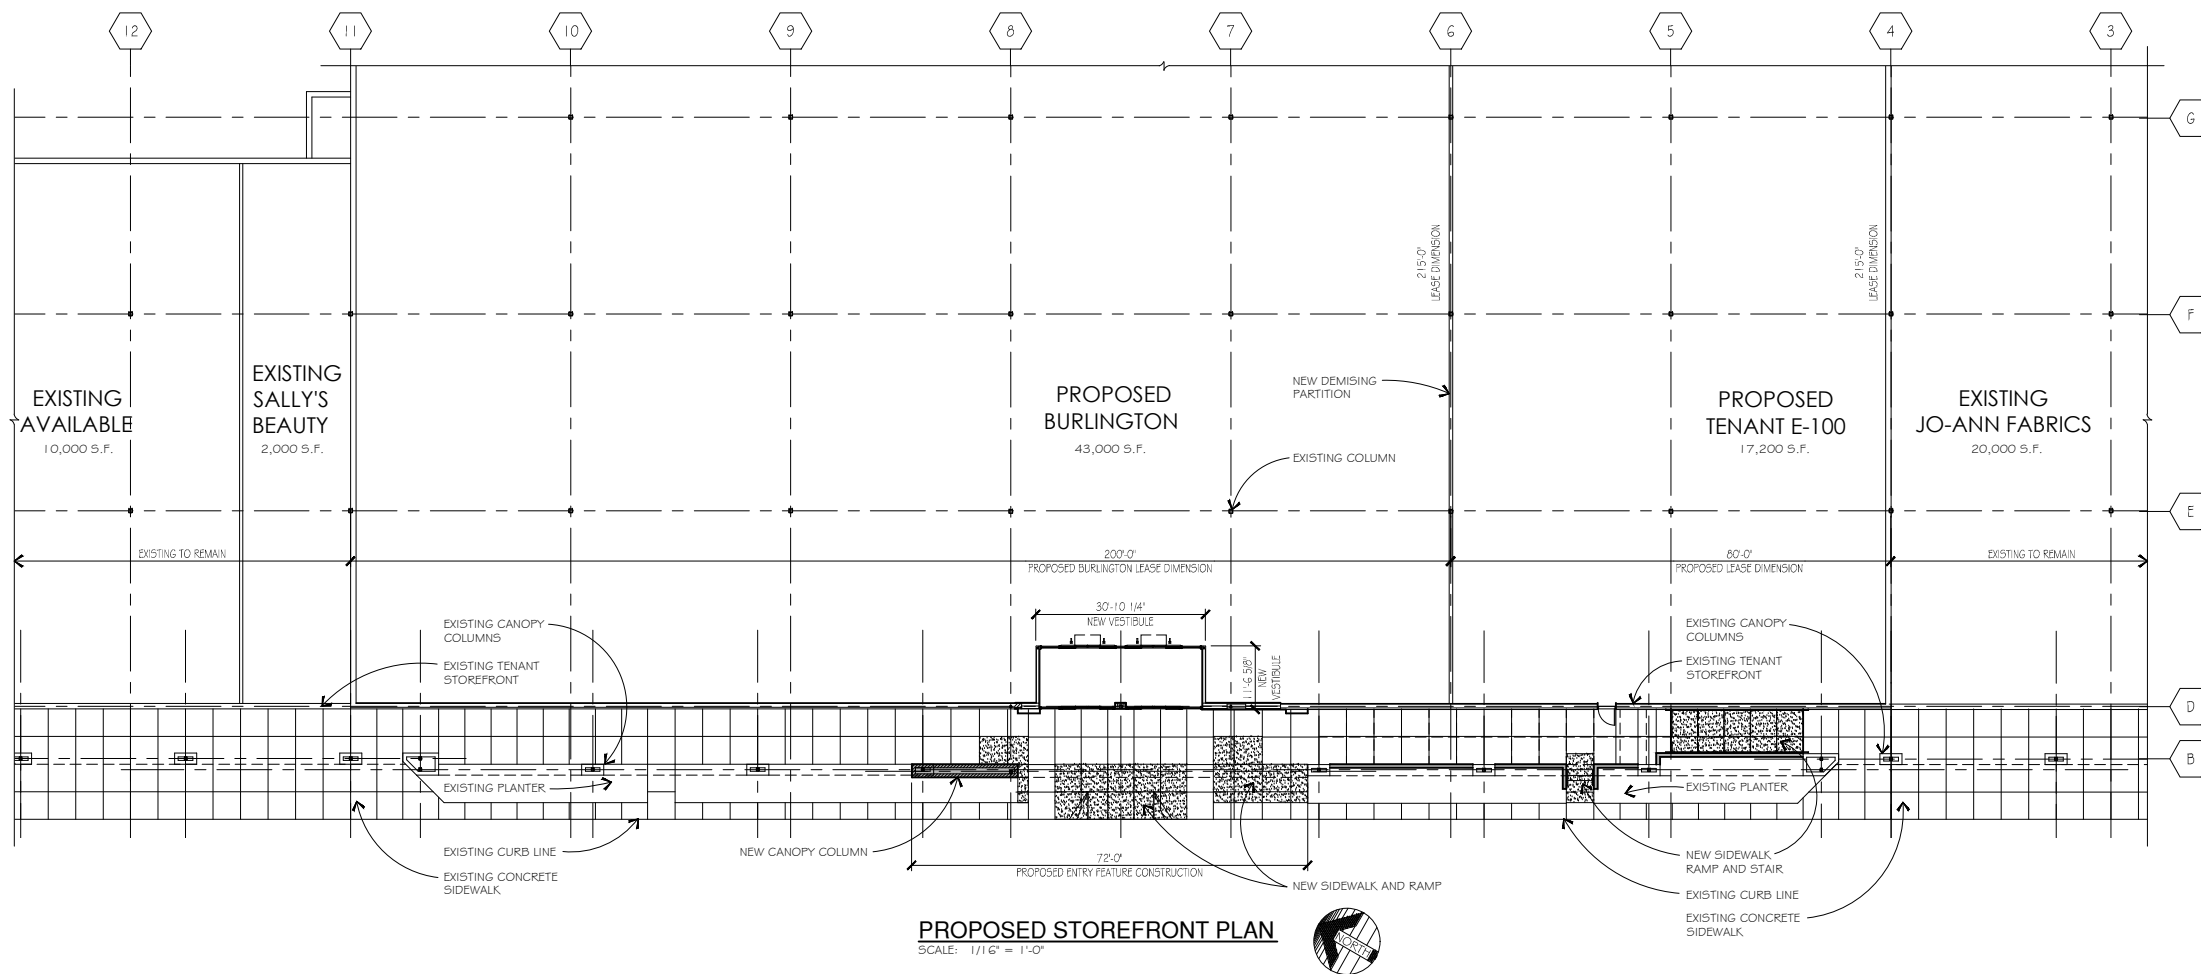 12
11
10
9
8
7
6
5
4
3
G
F
E
D
B
215'-0"
LEASE DIMENSION
215'-0"
LEASE DIMENSION
EXISTING
AVAILABLE
10,000 S.F.
EXISTING
SALLY'S
BEAUTY
2,000 S.F.
PROPOSED
BURLINGTON
43,000 S.F.
NEW DEMISING
PARTITION
EXISTING COLUMN
PROPOSED
TENANT E-100
17,200 S.F.
EXISTING
JO-ANN FABRICS
20,000 S.F.
EXISTING TO REMAIN
200'-0"
PROPOSED BURLINGTON LEASE DIMENSION
80'-0"
PROPOSED LEASE DIMENSION
EXISTING TO REMAIN
30'-10 1/4"
NEW VESTIBULE
11'-6 5/8"
NEW
VESTIBULE
EXISTING CANOPY
COLUMNS
EXISTING TENANT
STOREFRONT
EXISTING CANOPY
COLUMNS
EXISTING TENANT
STOREFRONT
EXISTING PLANTER
EXISTING PLANTER
EXISTING CURB LINE
EXISTING CONCRETE
SIDEWALK
NEW CANOPY COLUMN
72'-0"
PROPOSED ENTRY FEATURE CONSTRUCTION
NEW SIDEWALK AND RAMP
NEW SIDEWALK
RAMP AND STAIR
EXISTING CURB LINE
EXISTING CONCRETE
SIDEWALK
PROPOSED STOREFRONT PLAN
SCALE: 1/16" = 1'-0"
NORTH